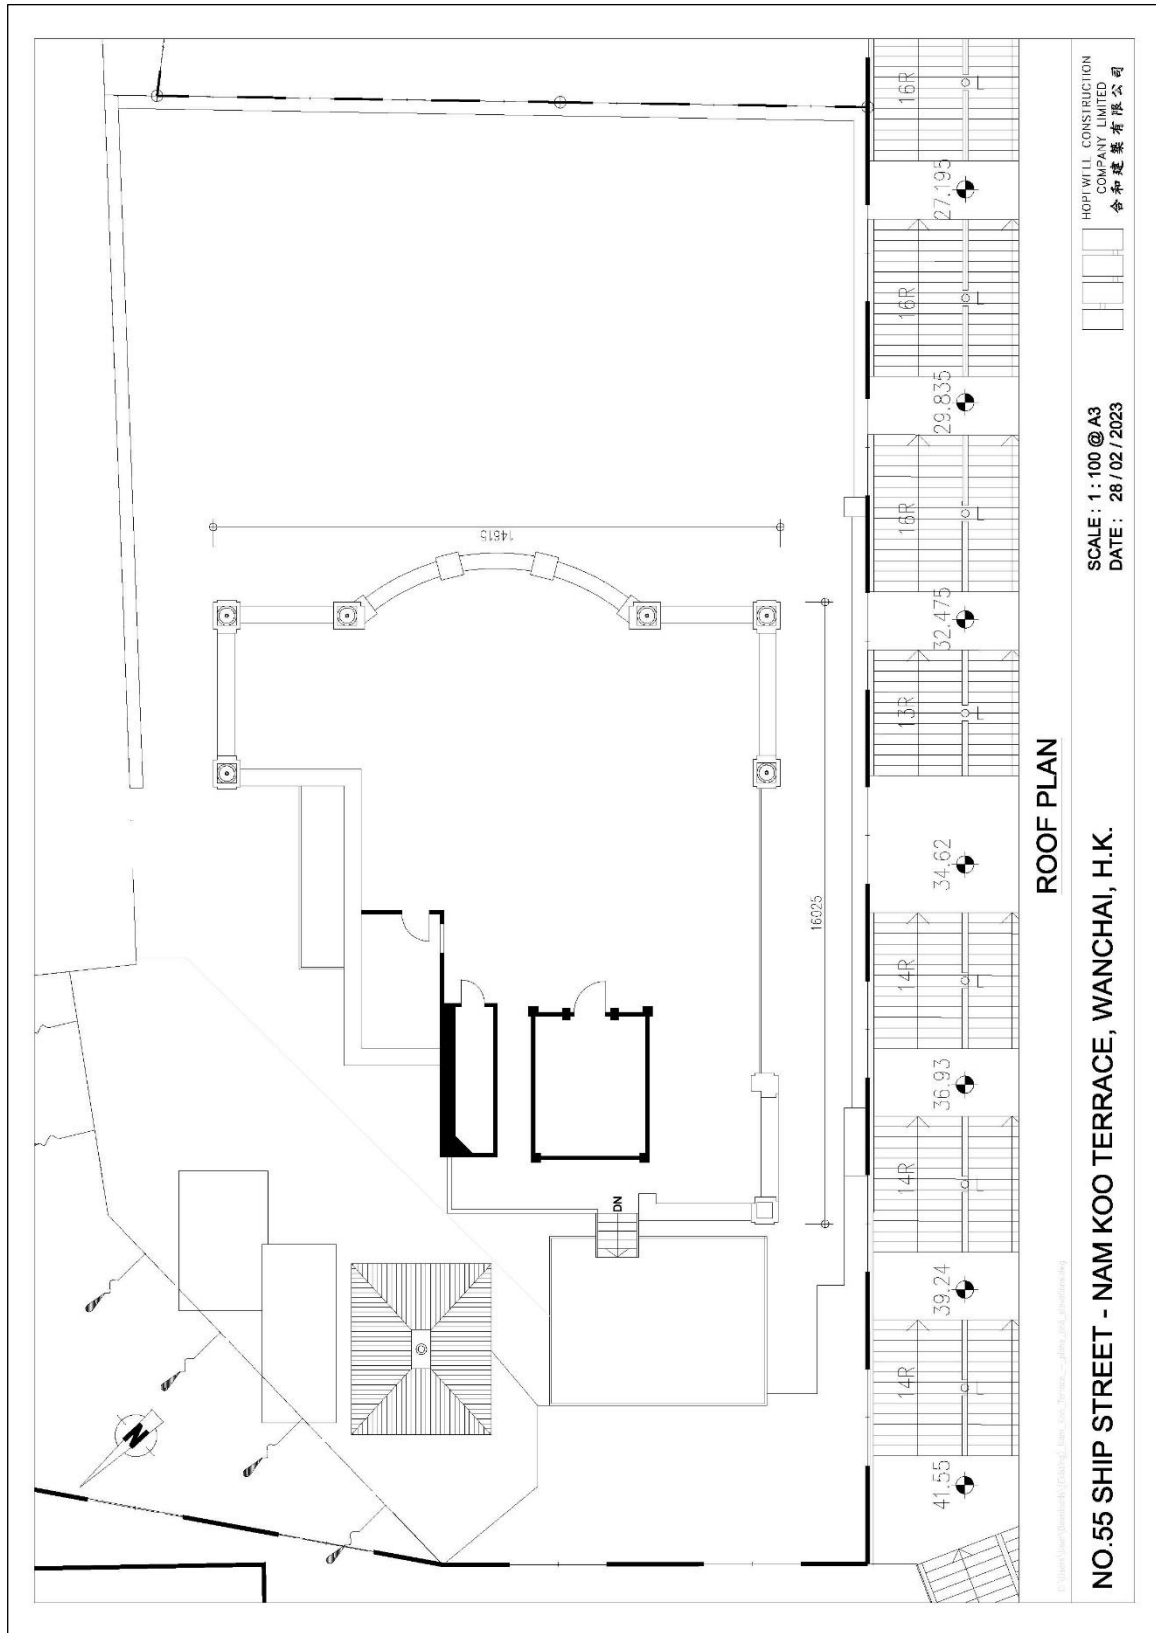 16R
27.195
16R
29.835
16R
32.475
13R
34.62
14R
36.93
14R
39.24
14R
41.55
14615
16025
DN
N
ROOF PLAN
NO.55 SHIP STREET - NAM KOO TERRACE, WANCHAI, H.K.
SCALE : 1 : 100 @ A3
DATE : 28 / 02 / 2023
HOPEWELL CONSTRUCTION
COMPANY LIMITED
合和建築有限公司